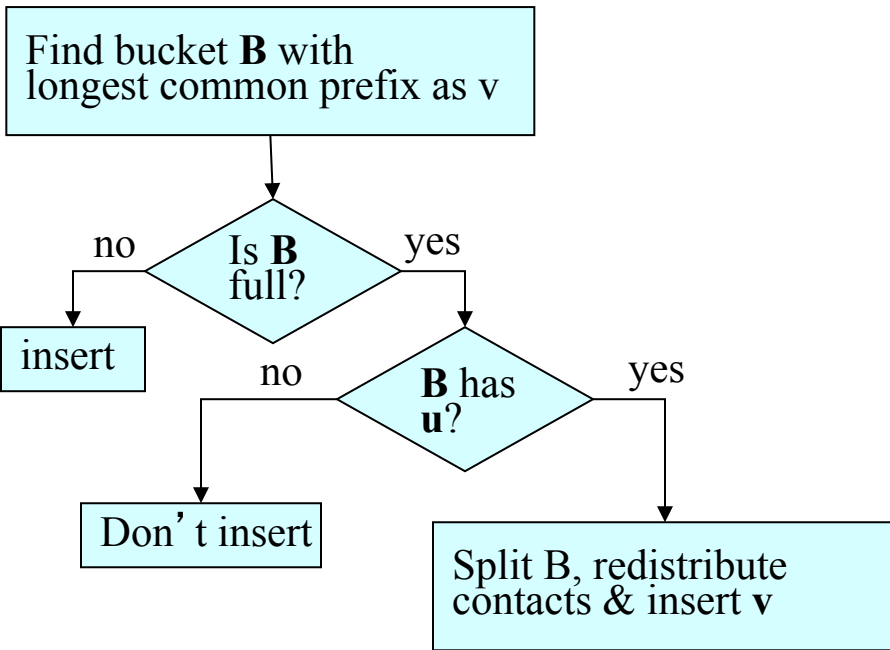 Find bucket B with
longest common prefix as v
no
yes
Is B
full?
insert
no
yes
B has
u?
Don’t insert
Split B, redistribute
contacts & insert v